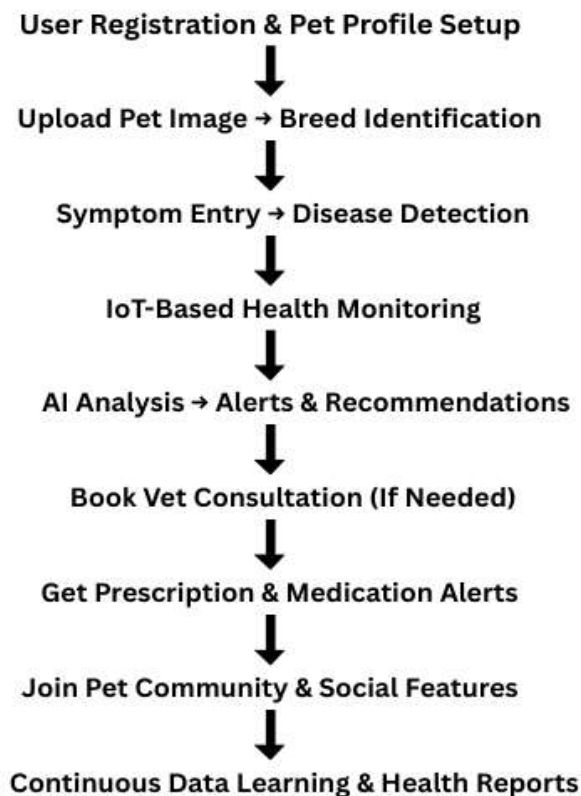 User Registration & Pet Profile Setup
Upload Pet Image → Breed Identification
Symptom Entry → Disease Detection
IoT-Based Health Monitoring
AI Analysis → Alerts & Recommendations
Book Vet Consultation (If Needed)
Get Prescription & Medication Alerts
Join Pet Community & Social Features
Continuous Data Learning & Health Reports